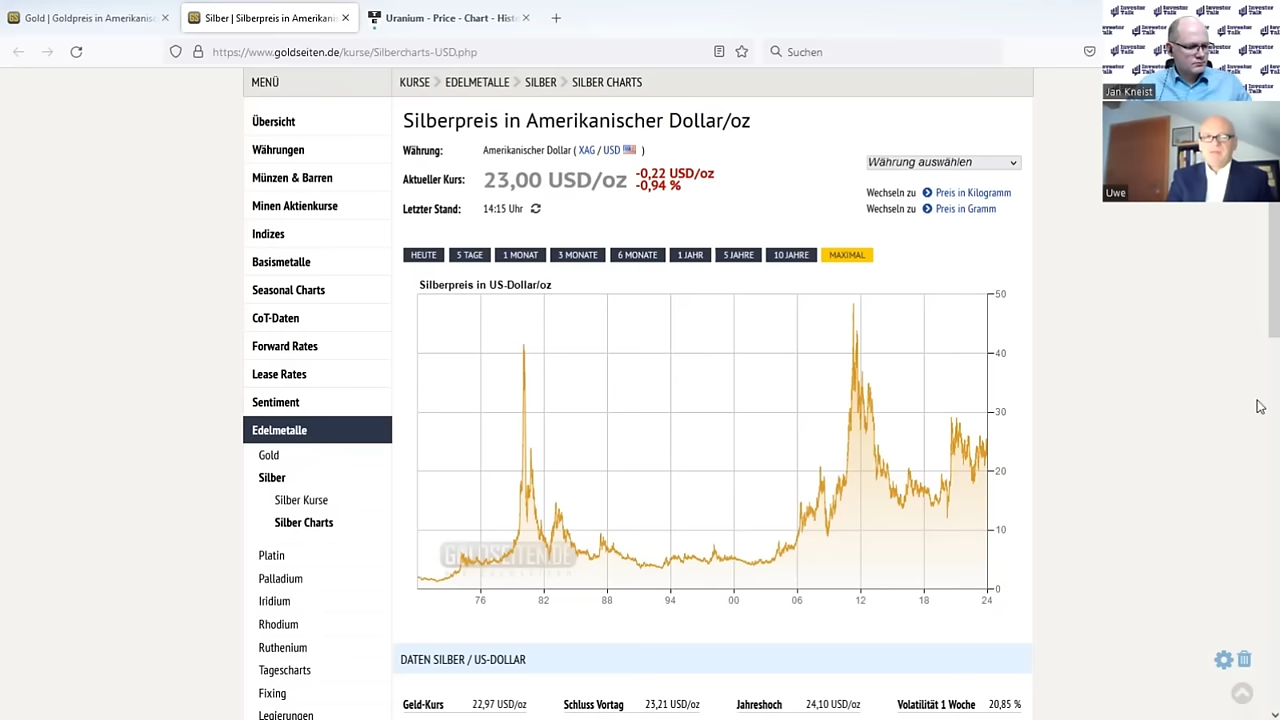 Gold | Goldpreis in Amerikanis
Silber | Silberpreis in Amerikani
Uranium - Price - Chart - Histo
https://www.goldseiten.de/kurse/Silbercharts-USD.php
Suchen
Investor Talk
Jan Kneist
Uwe
MENÜ
KURSE EDELMETALLE SILBER SILBER CHARTS
Übersicht
Währungen
Münzen & Barren
Minen Aktienkurse
Indizes
Basismetalle
Seasonal Charts
CoT-Daten
Forward Rates
Lease Rates
Sentiment
Edelmetalle
Gold
Silber
Silber Kurse
Silber Charts
Platin
Palladium
Iridium
Rhodium
Ruthenium
Tagescharts
Fixing
Legierungen
Silberpreis in Amerikanischer Dollar/oz
Währung: Amerikanischer Dollar ( XAG / USD )
Aktueller Kurs: 23,00 USD/oz -0,22 USD/oz
-0,94 %
Letzter Stand: 14:15 Uhr
Währung auswählen
Wechseln zu Preis in Kilogramm
Wechseln zu Preis in Gramm
HEUTE 5 TAGE 1 MONAT 3 MONATE 6 MONATE 1 JAHR 5 JAHRE 10 JAHRE MAXIMAL
Silberpreis in US-Dollar/oz
50
40
30
20
10
0
GOLDSEITEN.DE
76 82 88 94 00 06 12 18 24
DATEN SILBER / US-DOLLAR
Geld-Kurs 22,97 USD/oz Schluss Vortag 23,21 USD/oz Jahreshoch 24,10 USD/oz Volatilität 1 Woche 20,85 %